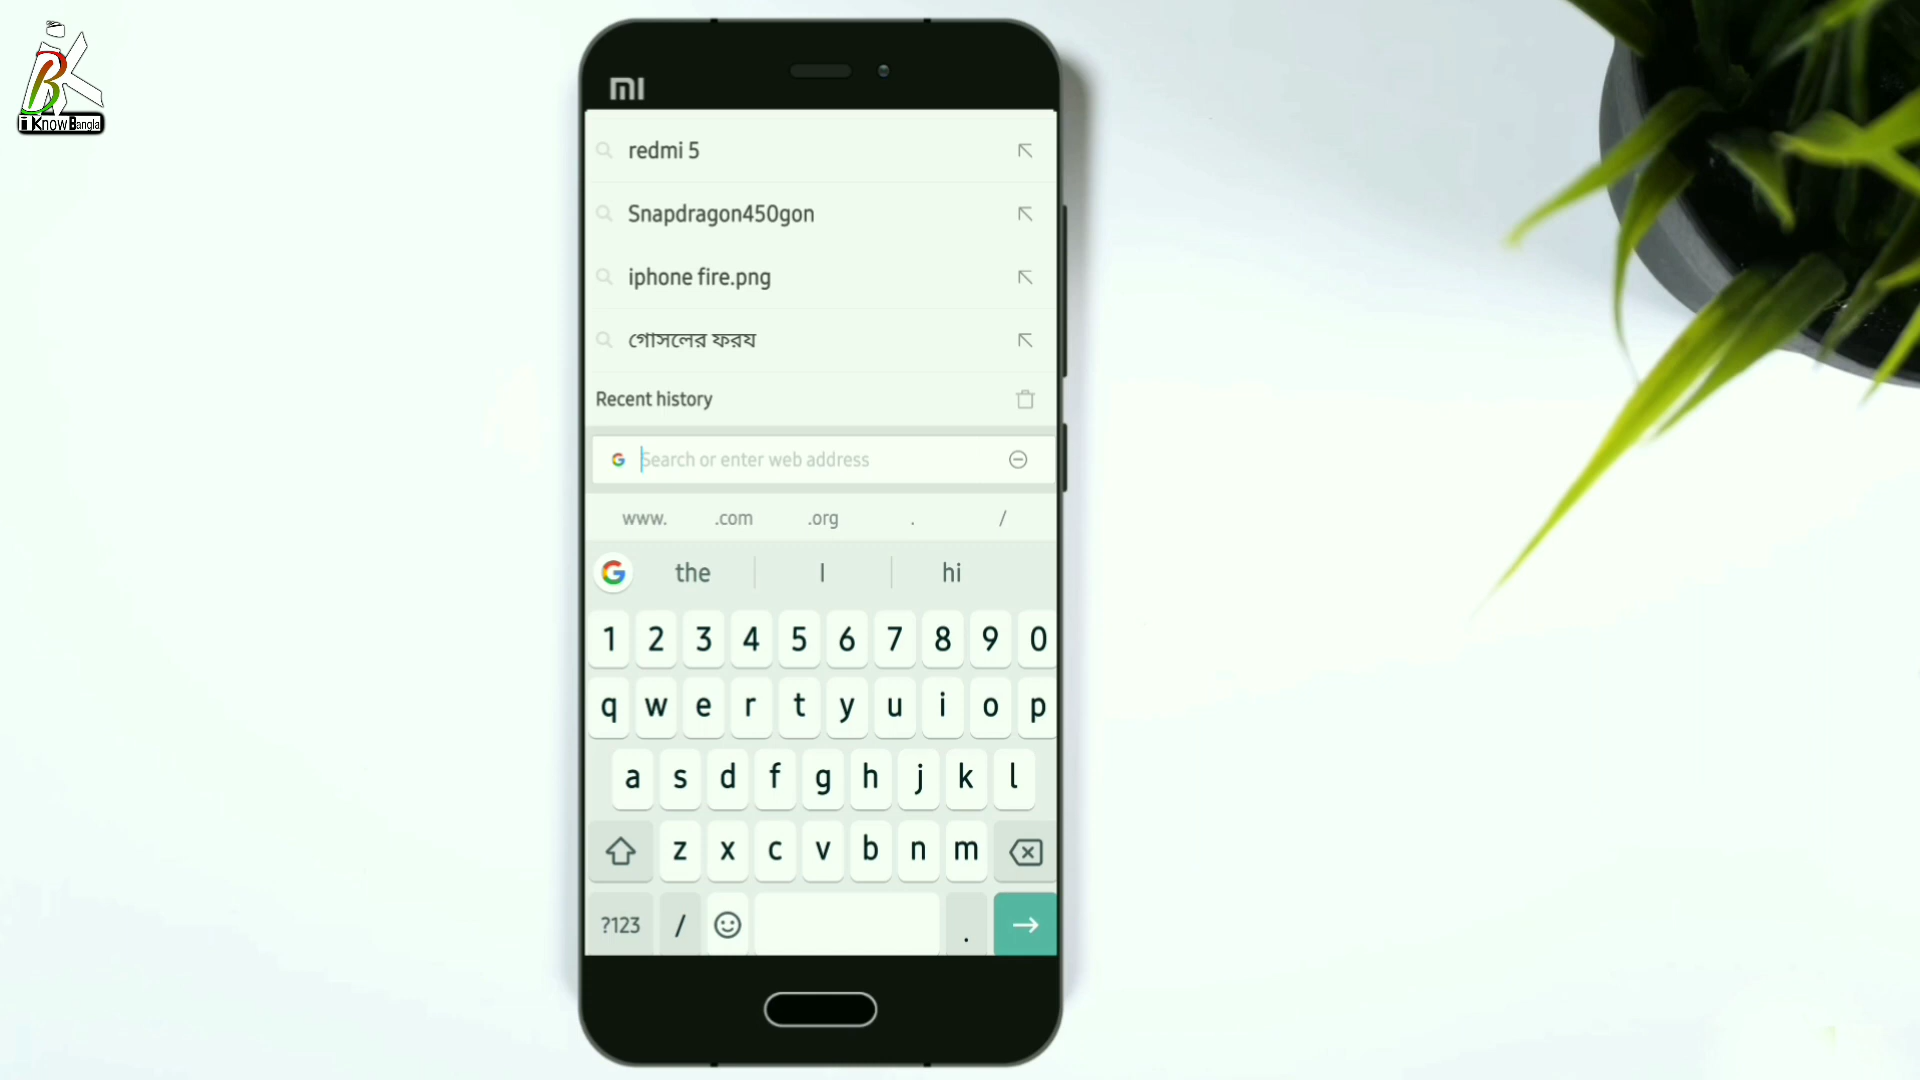 i Know Bangla
MI
redmi 5
Snapdragon450gon
iphone fire.png
গোসলের ফরয
Recent history
Search or enter web address
www. .com .org . /
the I hi
1 2 3 4 5 6 7 8 9 0
q w e r t y u i o p
a s d f g h j k l
z x c v b n m
?123 / .